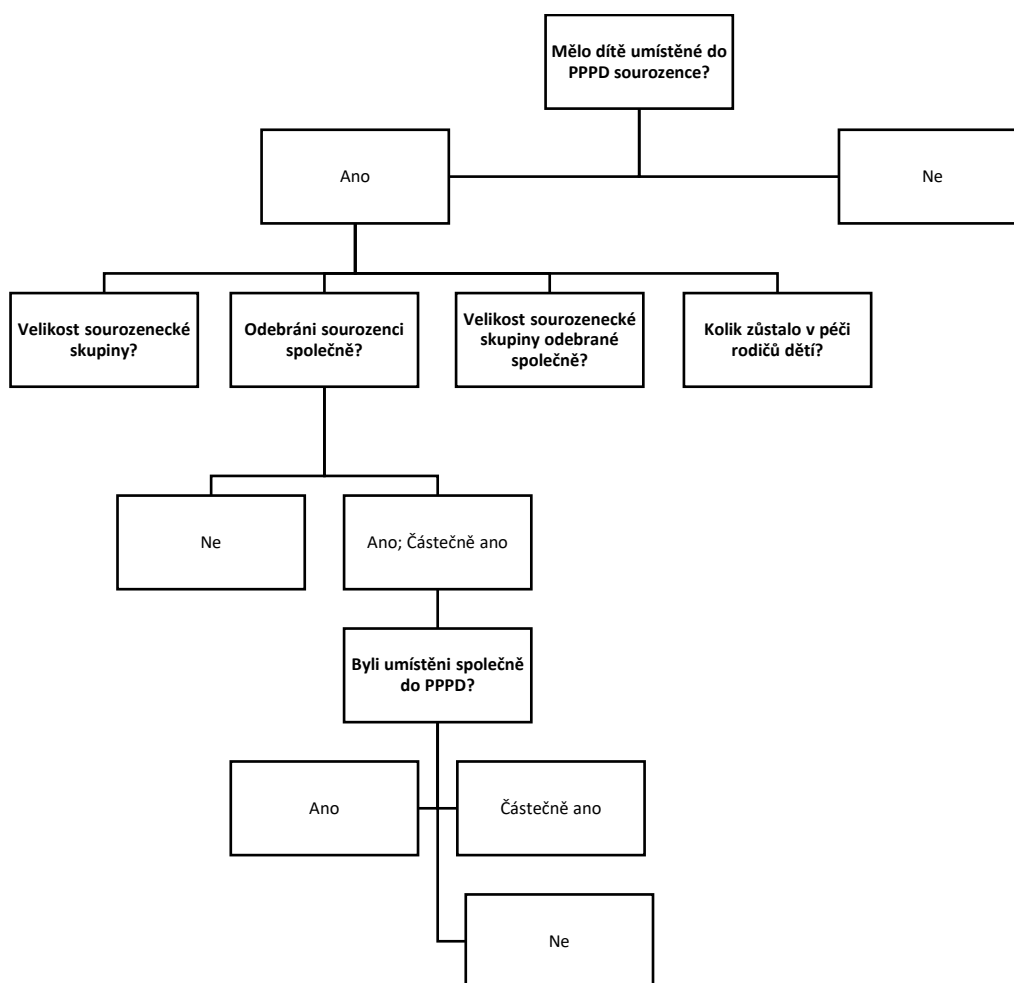 Mělo dítě umístěné do
PPPD sourozence?
Ano
Ne
Velikost sourozenecké
skupiny?
Odebráni sourozenci
společně?
Velikost sourozenecké
skupiny odebrané
společně?
Kolik zůstalo v péči
rodičů dětí?
Ne
Ano; Částečně ano
Byli umístěni společně
do PPPD?
Ano
Částečně ano
Ne